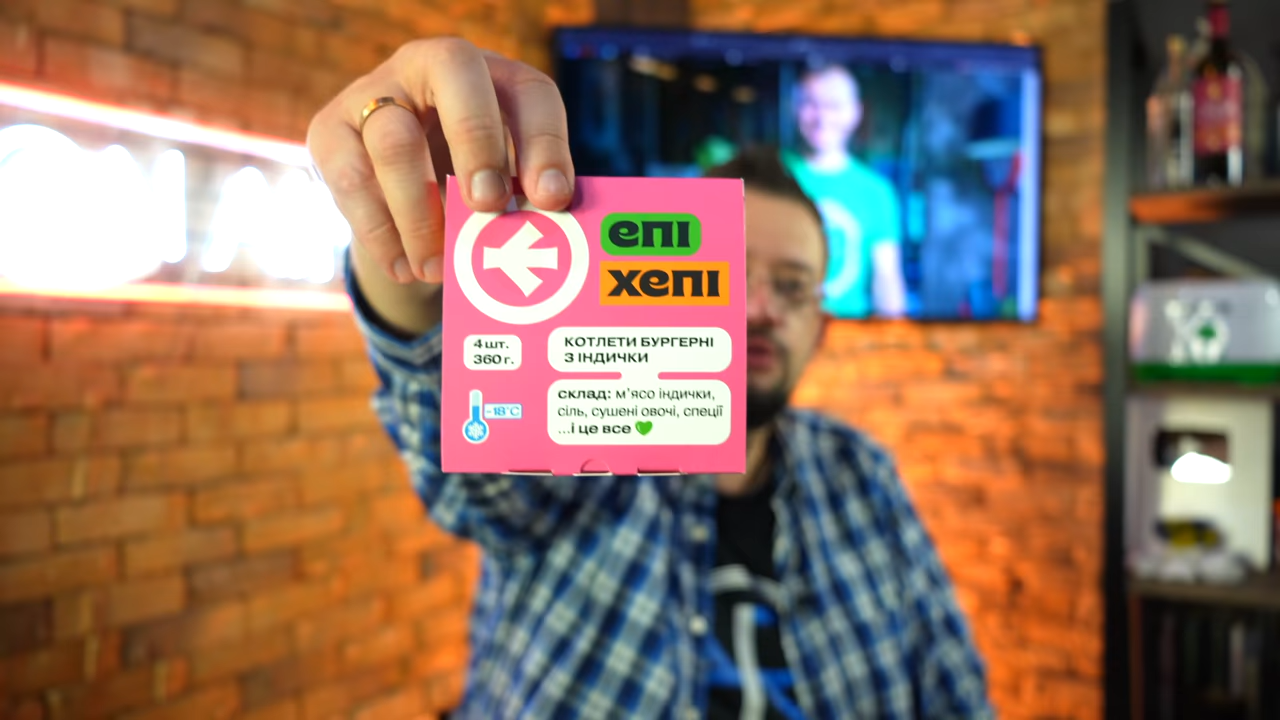 епі
хепі
4 шт.
360 г.
КОТЛЕТИ БУРГЕРНІ
З ІНДИЧКИ
склад: м'ясо індички,
сіль, сушені овочі, спеції
...і це все 💚
-18°C